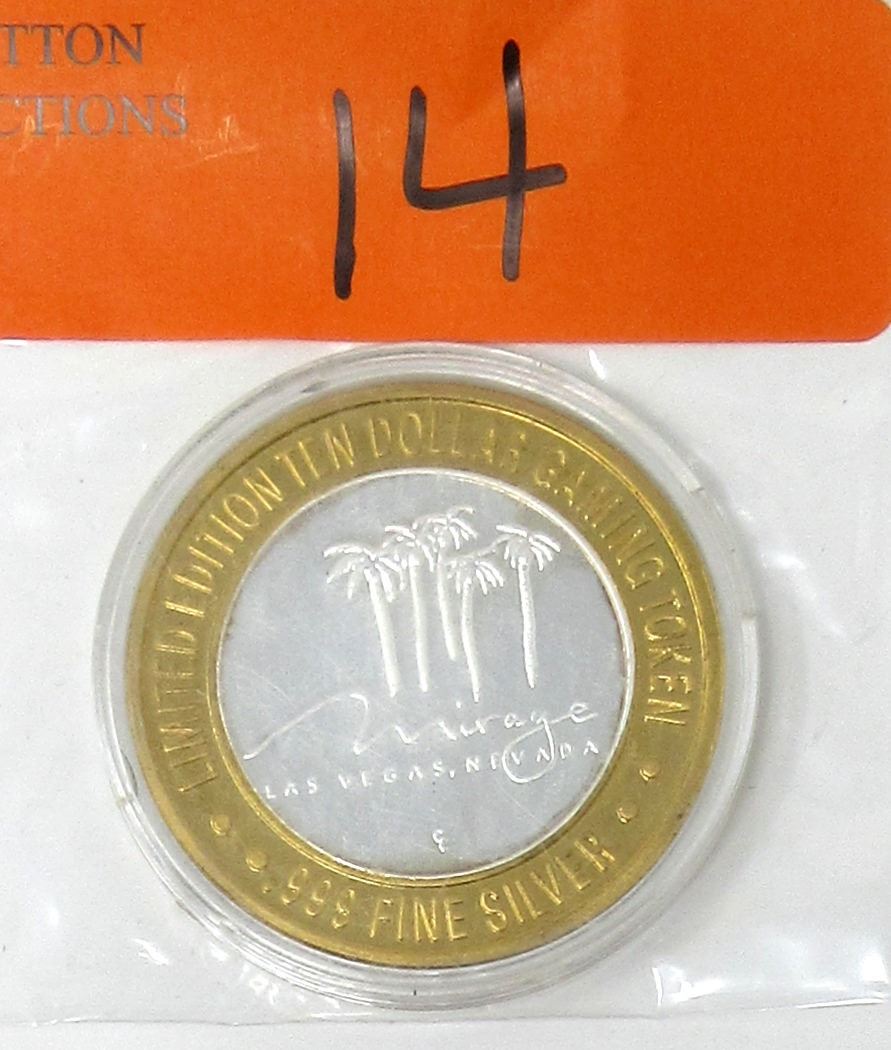 TTON
CTIONS
14
LIMITED EDITION TEN DOLLAR GAMING TOKEN
Mirage
LAS VEGAS, NEVADA
.999 FINE SILVER